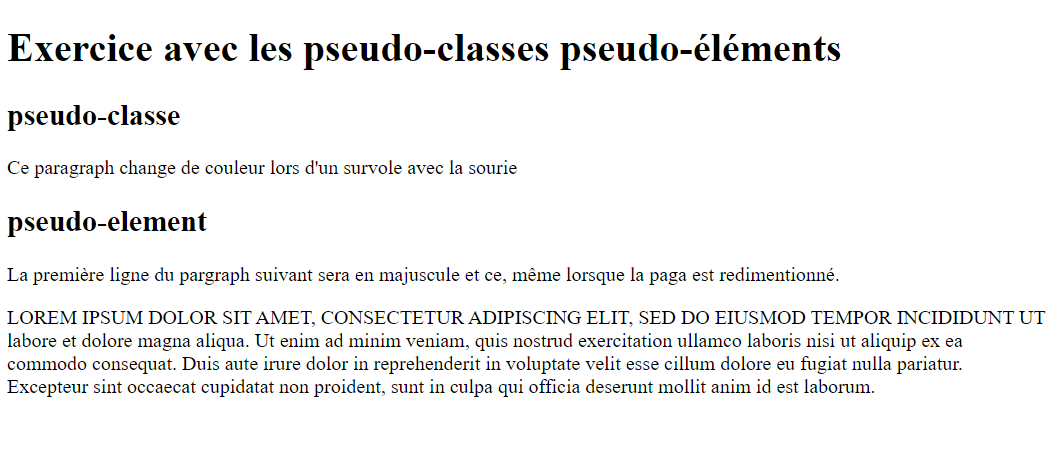 Exercice avec les pseudo-classes pseudo-éléments
pseudo-classe
Ce paragraph change de couleur lors d'un survole avec la sourie
pseudo-element
La première ligne du pargraph suivant sera en majuscule et ce, même lorsque la paga est redimentionné.
LOREM IPSUM DOLOR SIT AMET, CONSECTETUR ADIPISCING ELIT, SED DO EIUSMOD TEMPOR INCIDIDUNT UT
labore et dolore magna aliqua. Ut enim ad minim veniam, quis nostrud exercitation ullamco laboris nisi ut aliquip ex ea
commodo consequat. Duis aute irure dolor in reprehenderit in voluptate velit esse cillum dolore eu fugiat nulla pariatur.
Excepteur sint occaecat cupidatat non proident, sunt in culpa qui officia deserunt mollit anim id est laborum.